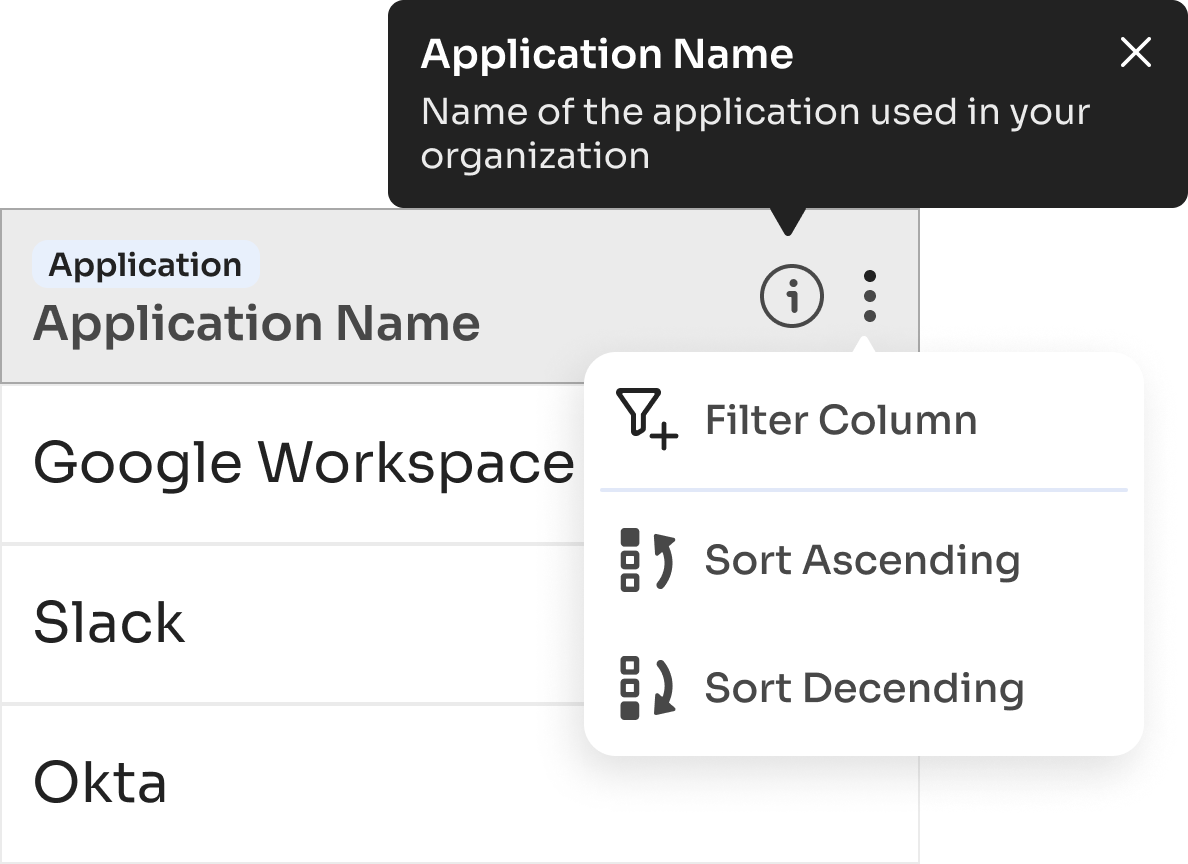 Application Name
Name of the application used in your
organization
Application
Application Name
Google Workspace
Slack
Okta
Filter Column
Sort Ascending
Sort Decending